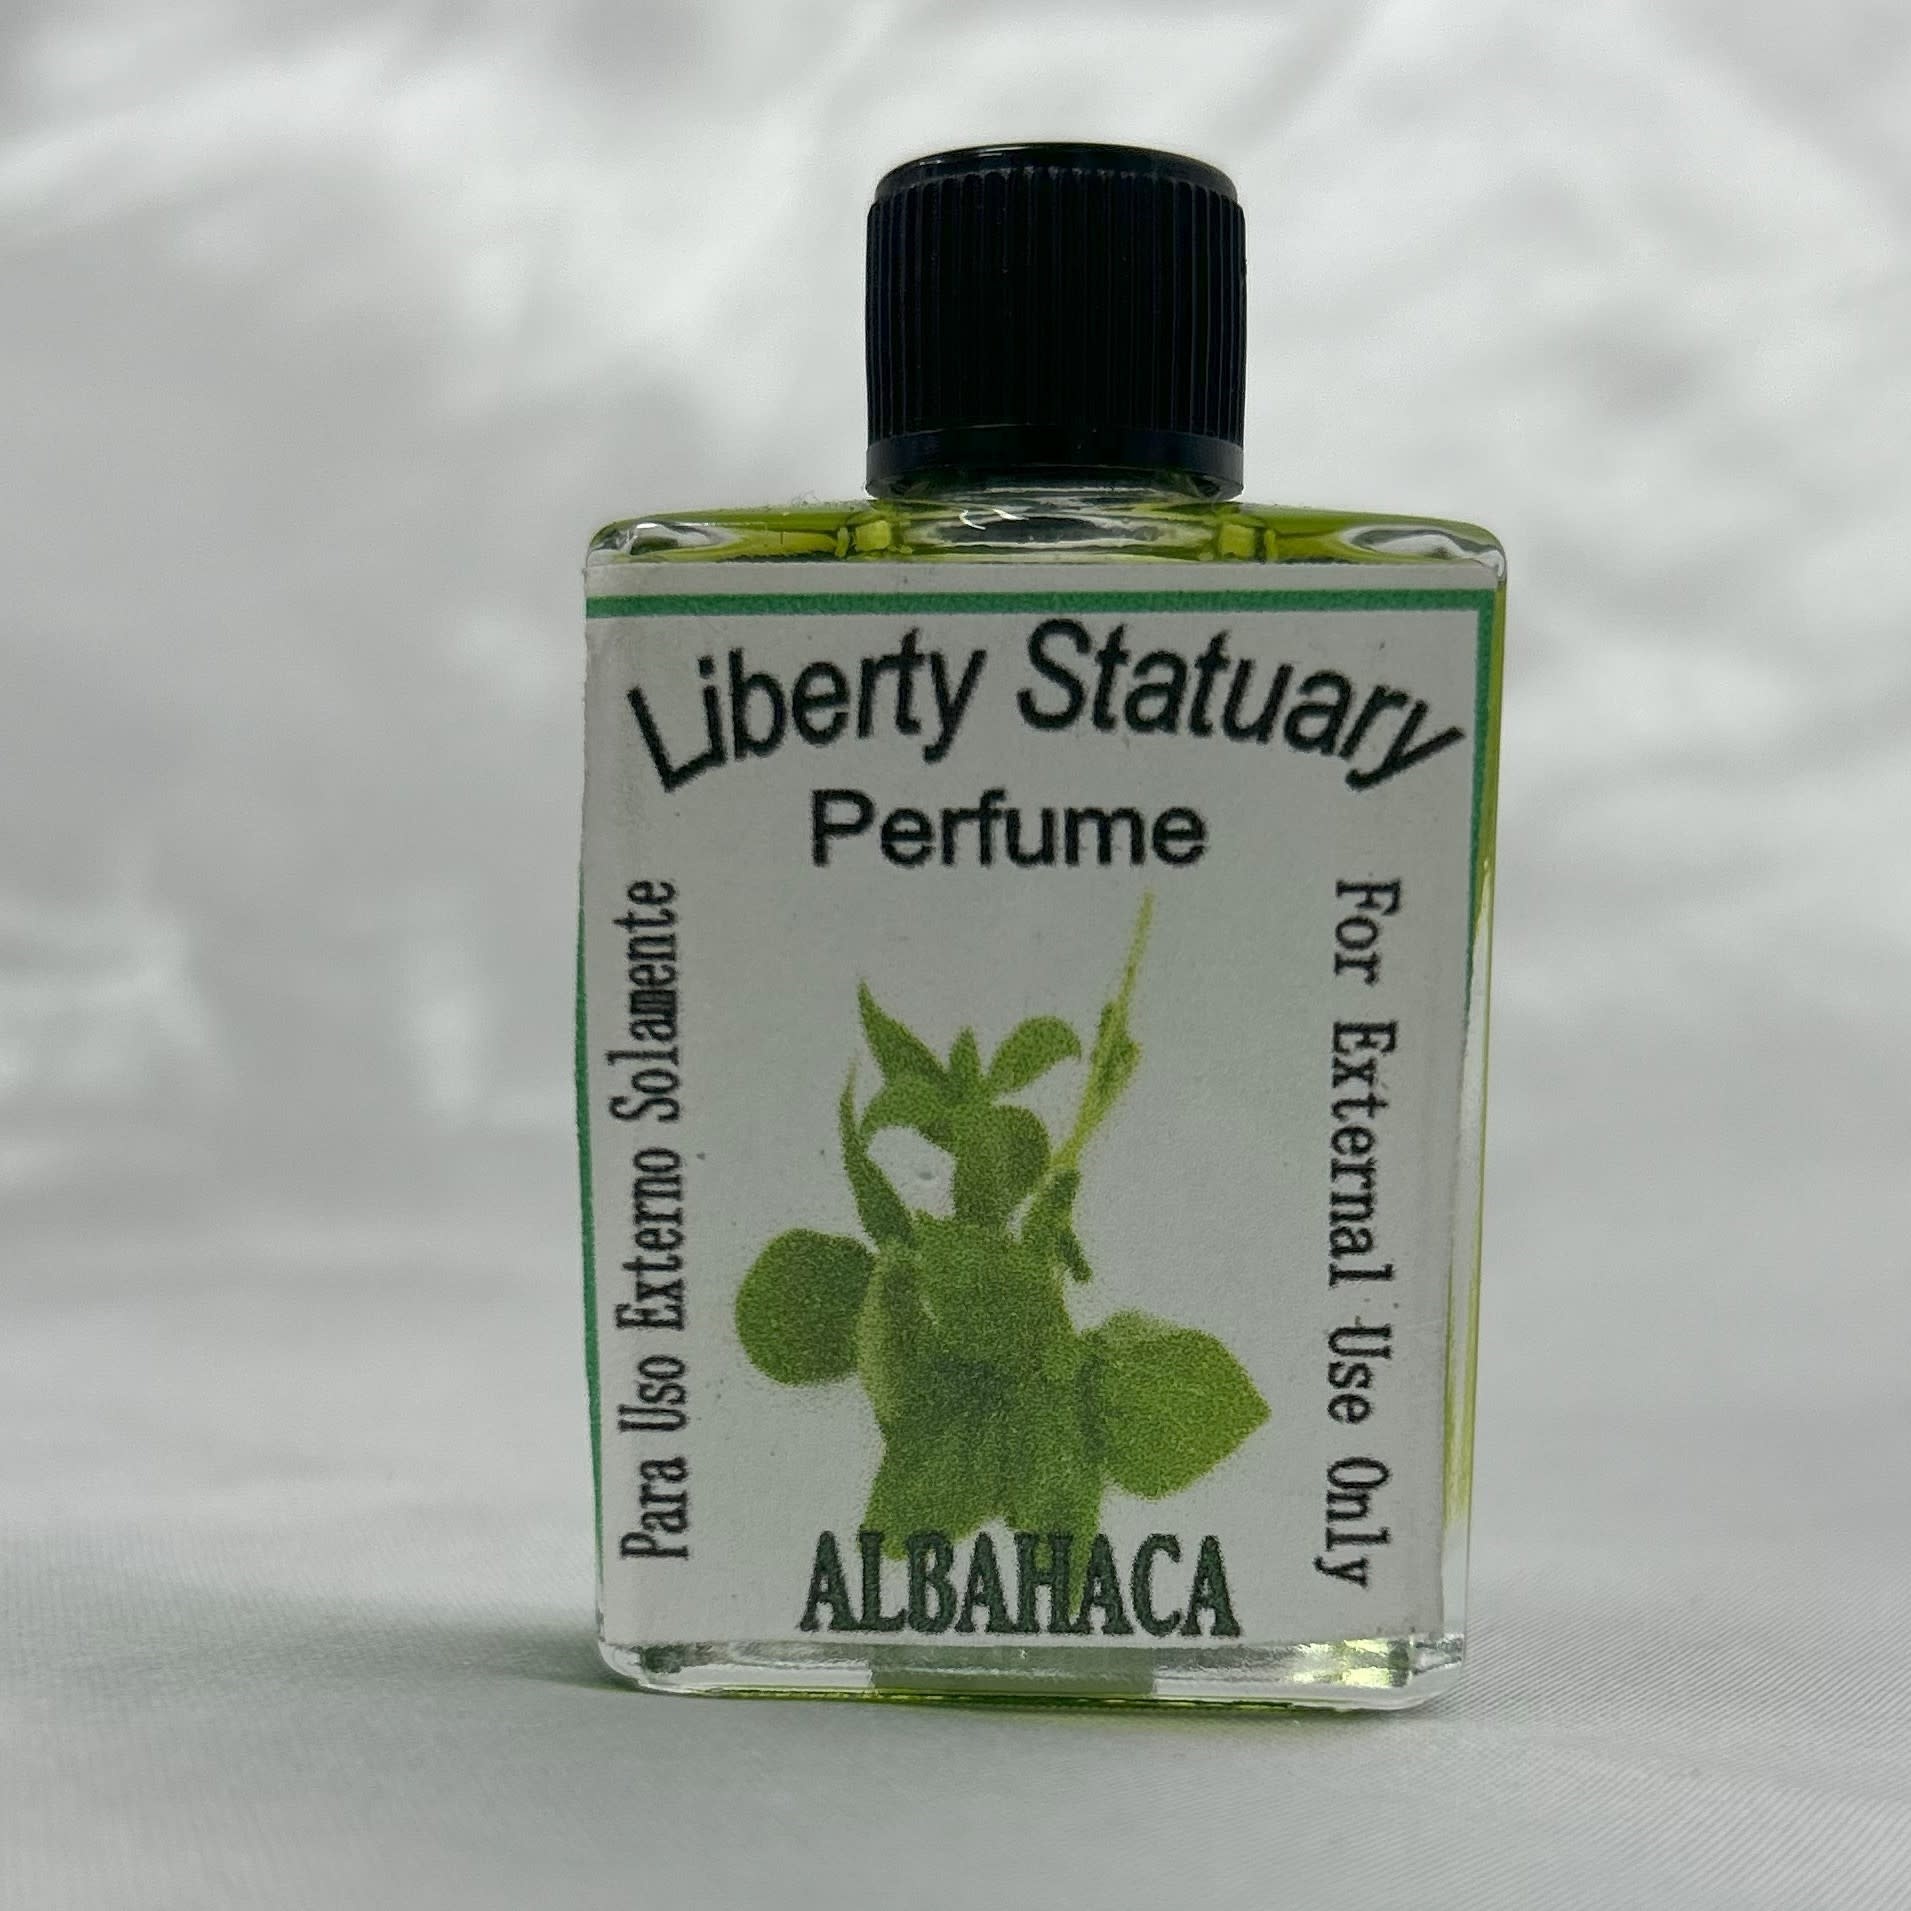 Liberty Statuary
Perfume
Para Uso Externo Solamente
For External Use Only
ALBAHACA